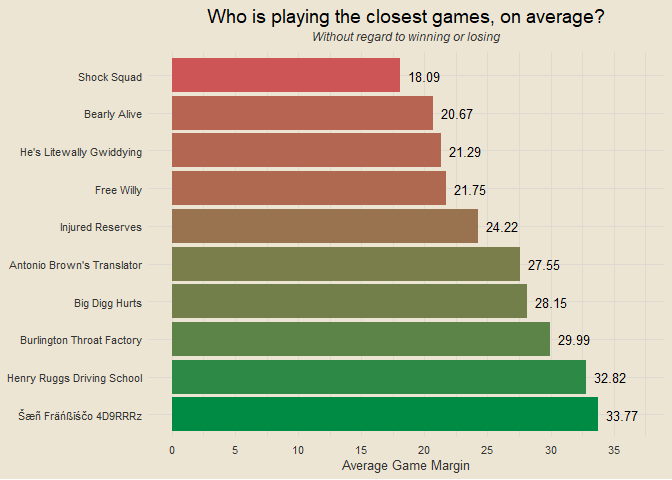 Who is playing the closest games, on average?
Without regard to winning or losing
Shock Squad 18.09
Bearly Alive 20.67
He's Litewally Gwiddying 21.29
Free Willy 21.75
Injured Reserves 24.22
Antonio Brown's Translator 27.55
Big Digg Hurts 28.15
Burlington Throat Factory 29.99
Henry Ruggs Driving School 32.82
Šæñ Fräńßiščo 4D9RRRz 33.77
0 5 10 15 20 25 30 35
Average Game Margin